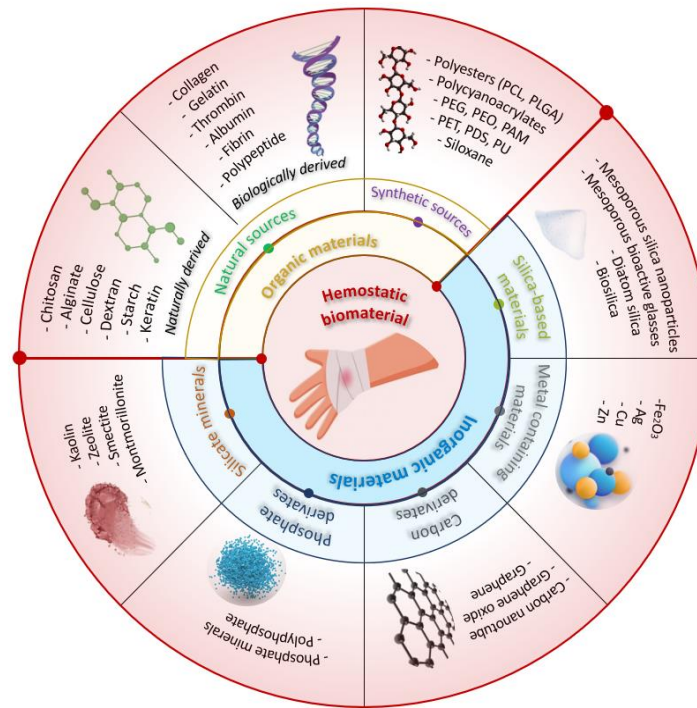 Hemostatic
biomaterial
Organic materials
Natural sources
Naturally derived
- Chitosan
- Alginate
- Cellulose
- Dextran
- Starch
- Keratin
Biologically derived
- Collagen
- Gelatin
- Thrombin
- Albumin
- Fibrin
- Polypeptide
Synthetic sources
- Polyesters (PCL, PLGA)
- Polycyanoacrylates
- PEG, PEO, PAM
- PET, PDS, PU
- Siloxane
Inorganic materials
Silica-based
materials
- Mesoporous silica nanoparticles
- Mesoporous bioactive glasses
- Diatom silica
- Biosilica
Metal containing
materials
-Fe2O3
- Ag
- Cu
- Zn
Carbon
derivates
- Carbon nanotube
- Graphene oxide
-Graphene
Phosphate
derivates
- Phosphate minerals
- Polyphosphate
Silicate minerals
- Kaolin
- Zeolite
- Smectite
- Montmorillonite